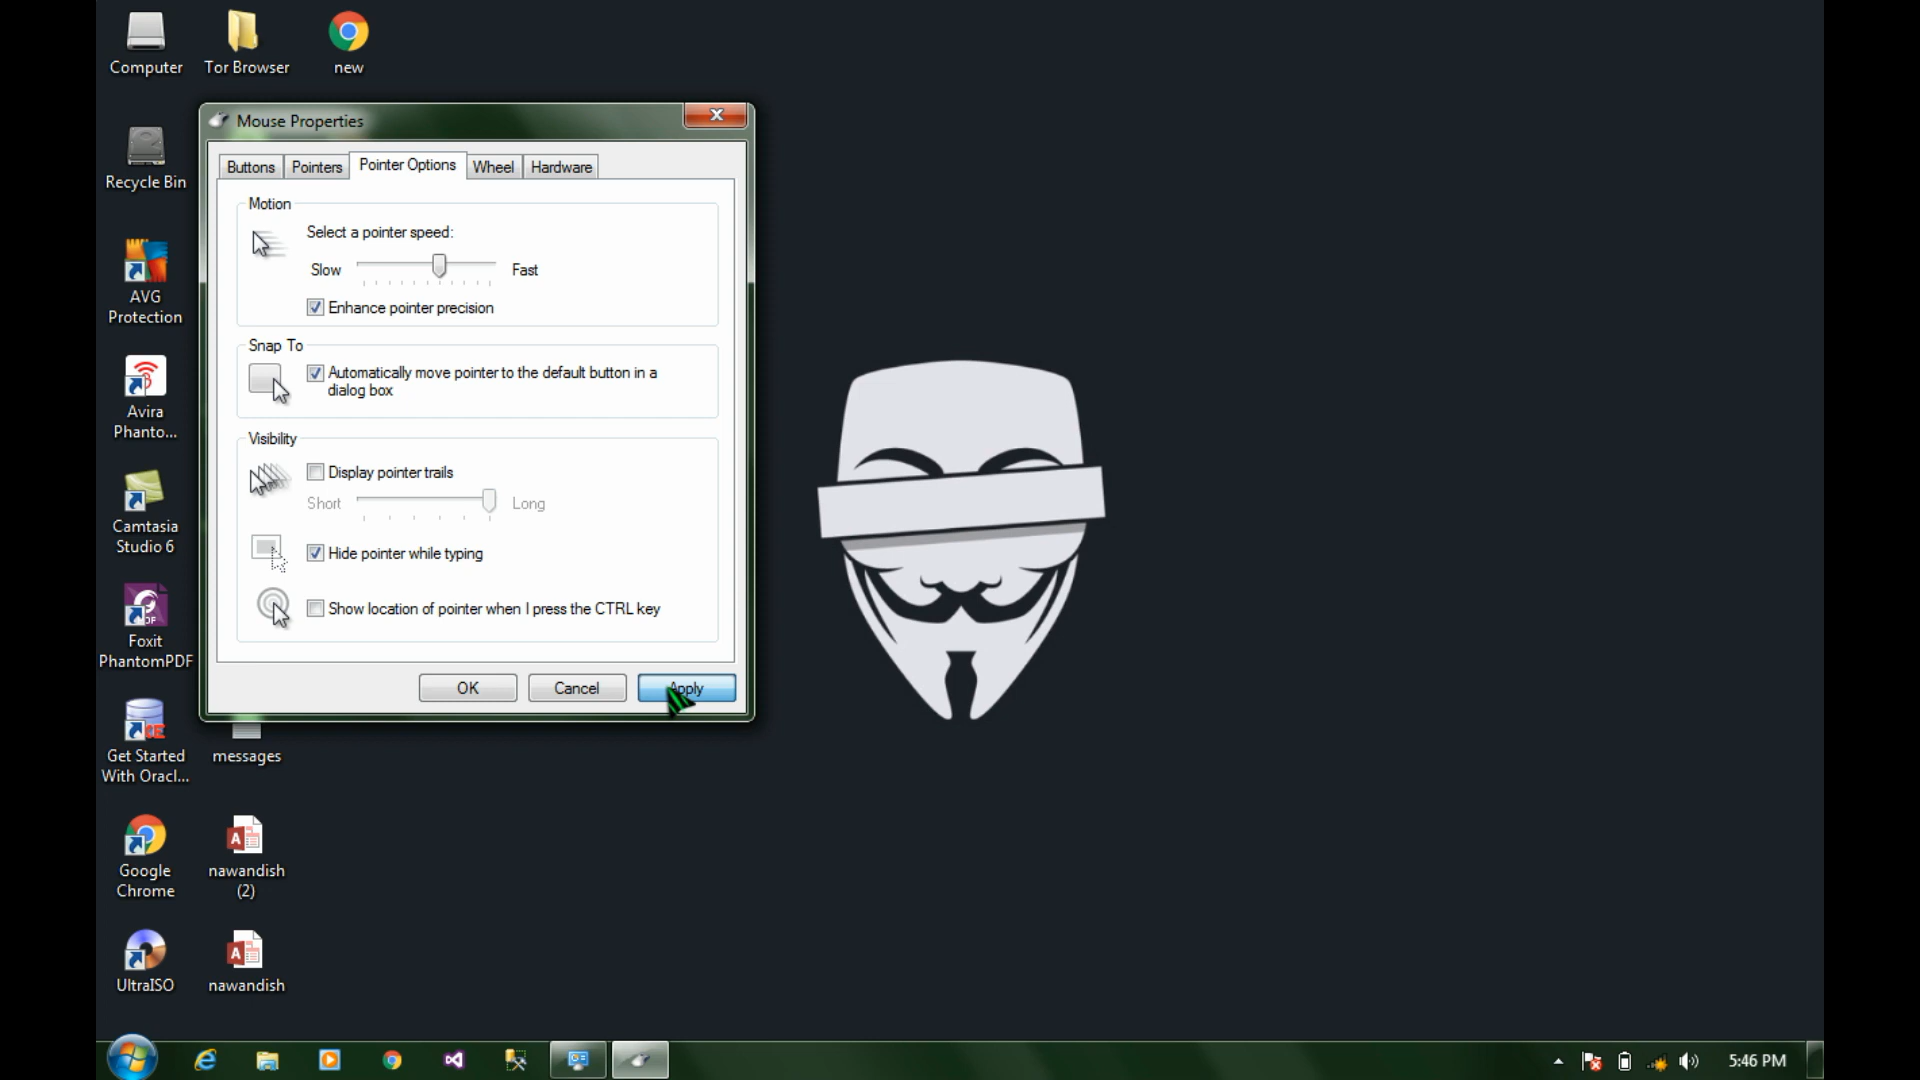 Computer
Tor Browser
new
Recycle Bin
AVG
Protection
Avira
Phanto...
Camtasia
Studio 6
Foxit
PhantomPDF
Get Started
With Oracl...
messages
Google
Chrome
nawandish
(2)
UltraISO
nawandish
Mouse Properties
Buttons
Pointers
Pointer Options
Wheel
Hardware
Motion
Select a pointer speed:
Slow
Fast
Enhance pointer precision
Snap To
Automatically move pointer to the default button in a
dialog box
Visibility
Display pointer trails
Short
Long
Hide pointer while typing
Show location of pointer when I press the CTRL key
OK
Cancel
Apply
5:46 PM